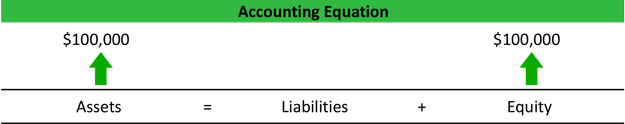 Accounting Equation
$100,000 $100,000
Assets = Liabilities + Equity